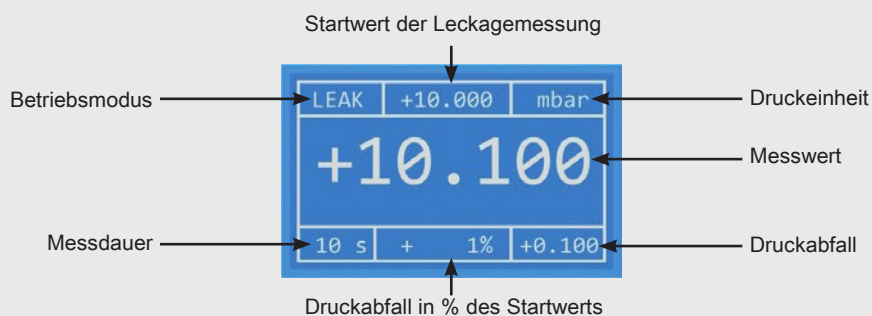 Startwert der Leckagemessung
Betriebsmodus
LEAK +10.000 mbar
Druckeinheit
+10.100
Messwert
Messdauer
10 s + 1% +0.100
Druckabfall
Druckabfall in % des Startwerts